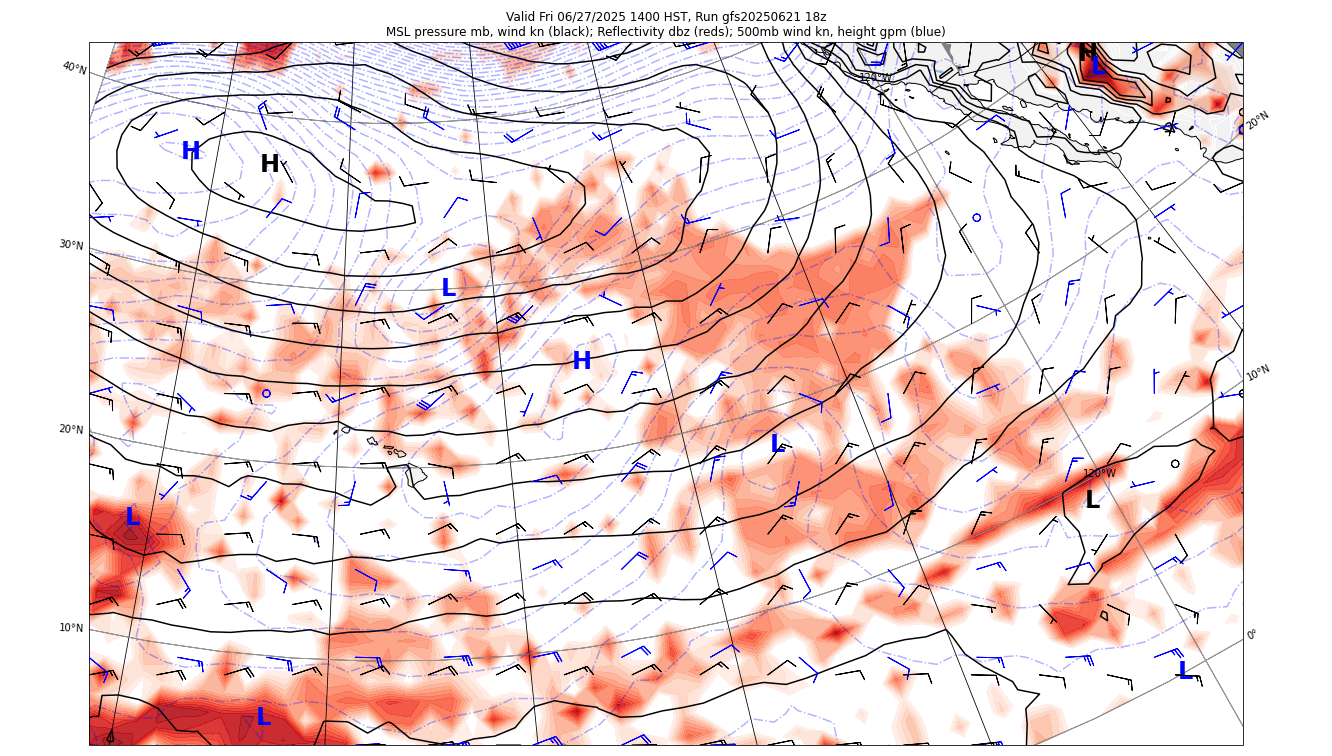 Valid Fri 06/27/2025 1400 HST, Run gfs20250621 18z
MSL pressure mb, wind kn (black); Reflectivity dbz (reds); 500mb wind kn, height gpm (blue)
H
L
40°N
120°W
20°N
H
H
30°N
L
H
10°N
20°N
L
120°W
L
L
10°N
0°
L
L